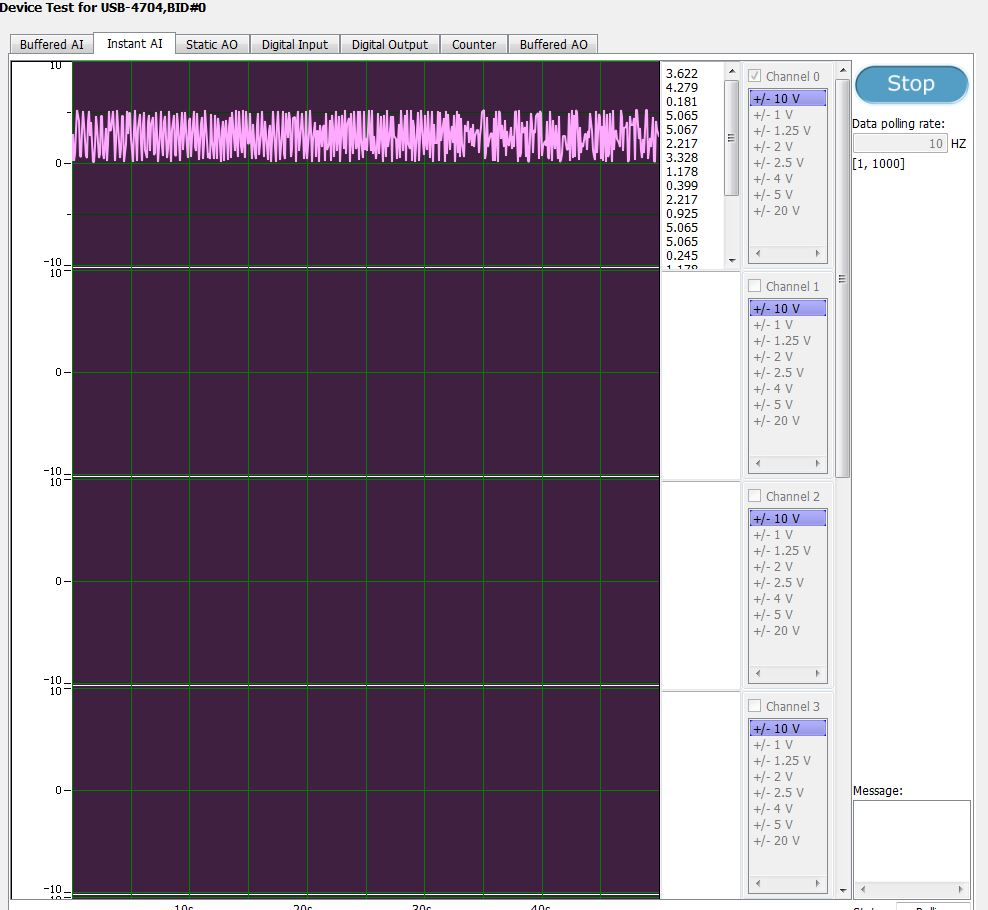 Device Test for USB-4704,BID#0
Buffered AI Instant AI Static AO Digital Input Digital Output Counter Buffered AO
10
0
-10
3.622
4.279
0.181
5.065
5.067
2.217
3.328
1.178
0.399
2.217
0.925
5.065
5.065
0.245
1.178
Channel 0
+/- 10 V
+/- 1 V
+/- 1.25 V
+/- 2 V
+/- 2.5 V
+/- 4 V
+/- 5 V
+/- 20 V
Stop
Data polling rate:
10 HZ
[1, 1000]
10
0
-10
Channel 1
+/- 10 V
+/- 1 V
+/- 1.25 V
+/- 2 V
+/- 2.5 V
+/- 4 V
+/- 5 V
+/- 20 V
10
0
-10
Channel 2
+/- 10 V
+/- 1 V
+/- 1.25 V
+/- 2 V
+/- 2.5 V
+/- 4 V
+/- 5 V
+/- 20 V
10
0
-10
Channel 3
+/- 10 V
+/- 1 V
+/- 1.25 V
+/- 2 V
+/- 2.5 V
+/- 4 V
+/- 5 V
+/- 20 V
Message:
10s 20s 30s 40s